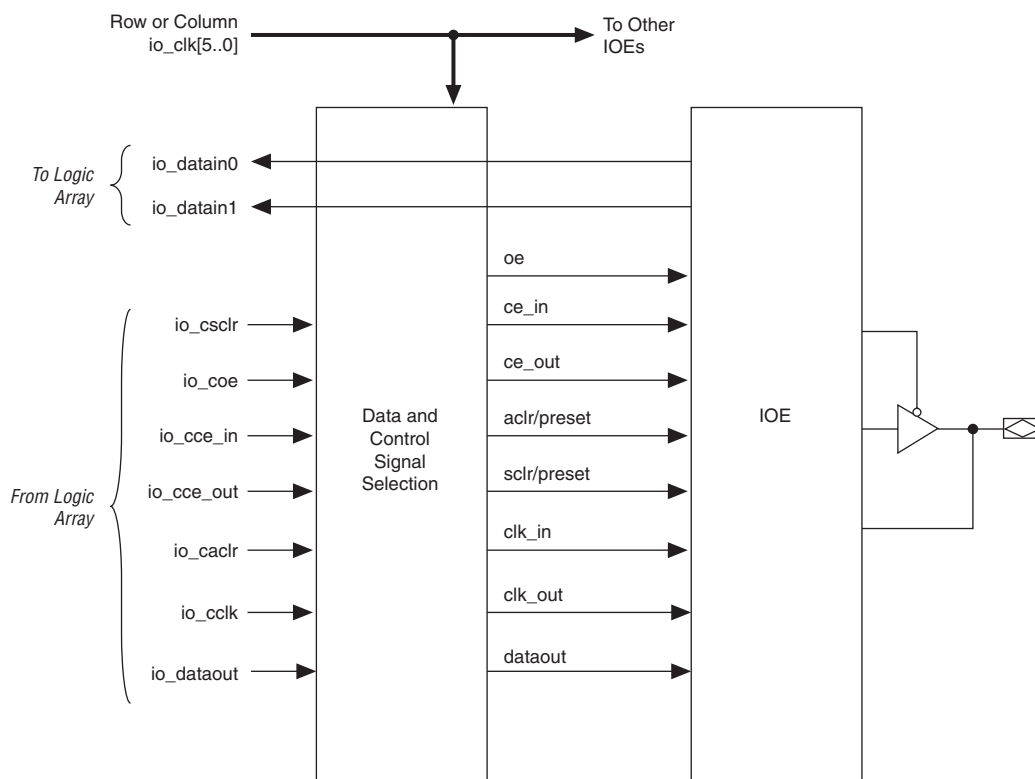 Row or Column
io_clk[5..0]
To Other
IOEs
To Logic
Array
io_datain0
io_datain1
oe
ce_in
ce_out
aclr/preset
sclr/preset
clk_in
clk_out
dataout
From Logic
Array
io_csclr
io_coe
io_cce_in
io_cce_out
io_caclr
io_cclk
io_dataout
Data and
Control
Signal
Selection
IOE